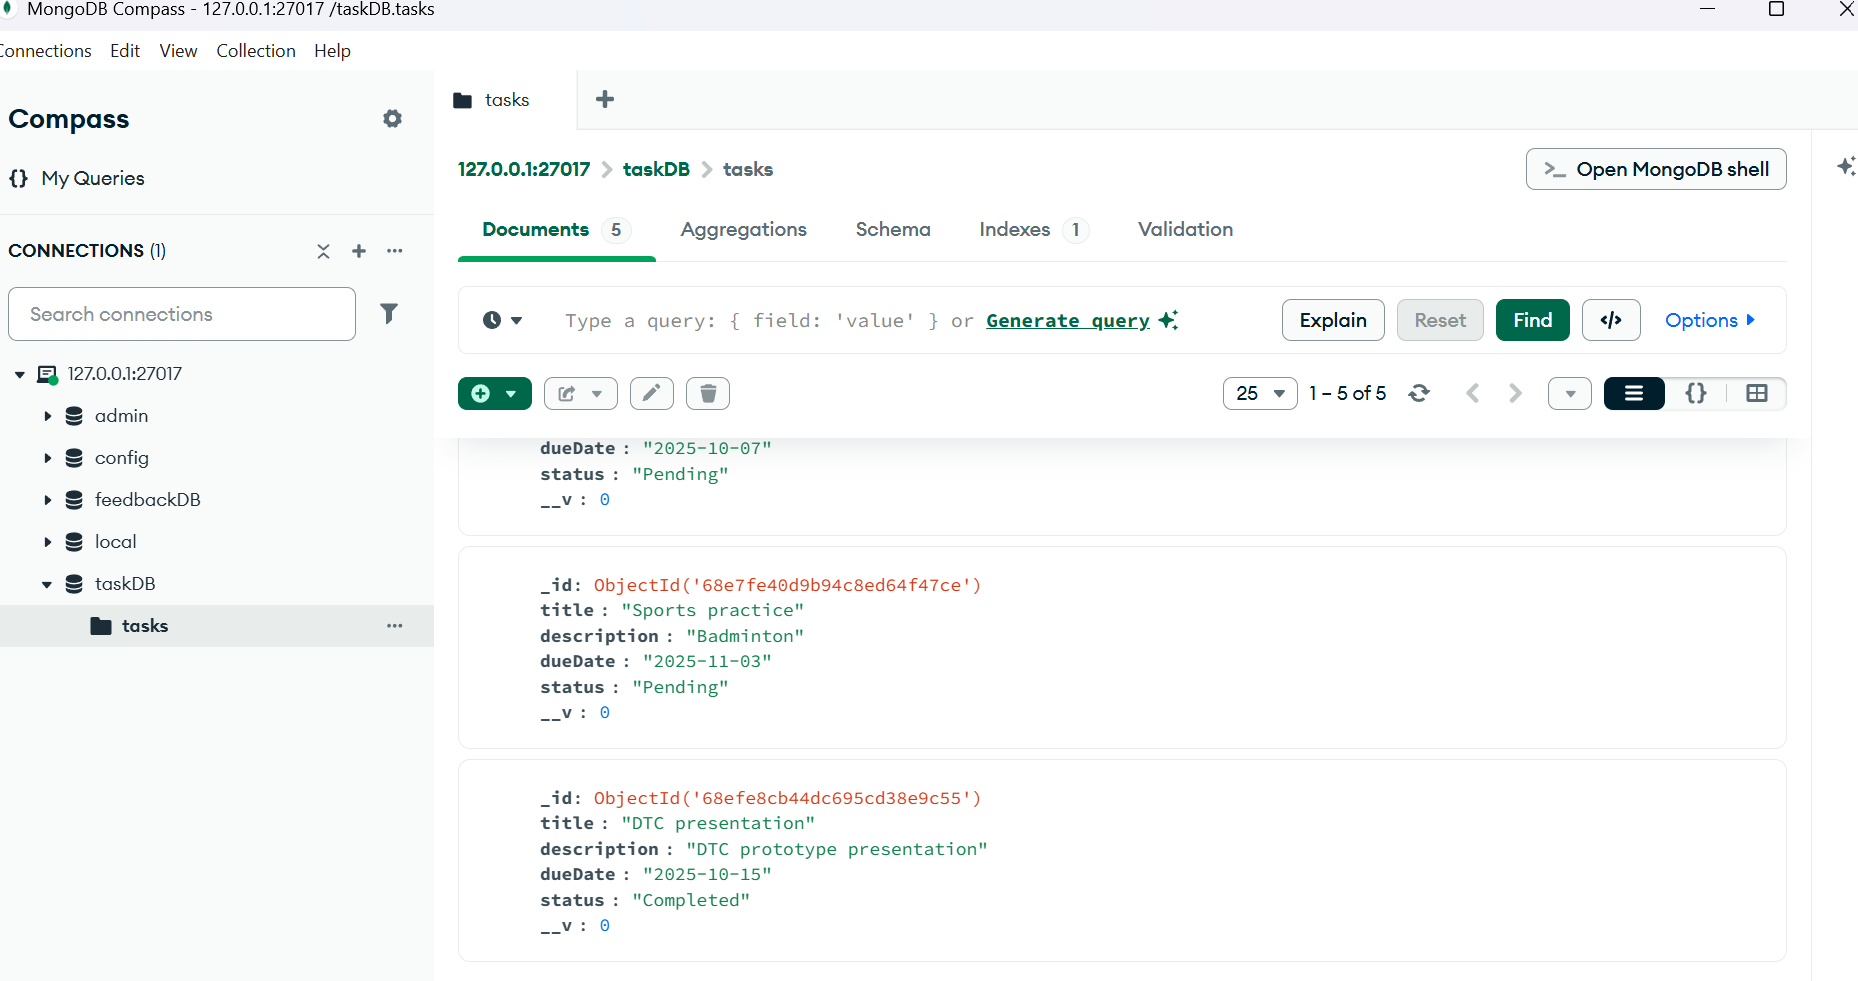 MongoDB Compass - 127.0.0.1:27017 /taskDB.tasks
Connections Edit View Collection Help
Compass
My Queries
CONNECTIONS (1)
Search connections
127.0.0.1:27017
admin
config
feedbackDB
local
taskDB
tasks
tasks
127.0.0.1:27017 > taskDB > tasks
>_ Open MongoDB shell
Documents 5 Aggregations Schema Indexes 1 Validation
Type a query: { field: 'value' } or Generate query
Explain Reset Find </> Options
25 1 – 5 of 5 {}
dueDate : "2025-10-07"
status : "Pending"
__v : 0
_id: ObjectId('68e7fe40d9b94c8ed64f47ce')
title : "Sports practice"
description : "Badminton"
dueDate : "2025-11-03"
status : "Pending"
__v : 0
_id: ObjectId('68efe8cb44dc695cd38e9c55')
title : "DTC presentation"
description : "DTC prototype presentation"
dueDate : "2025-10-15"
status : "Completed"
__v : 0